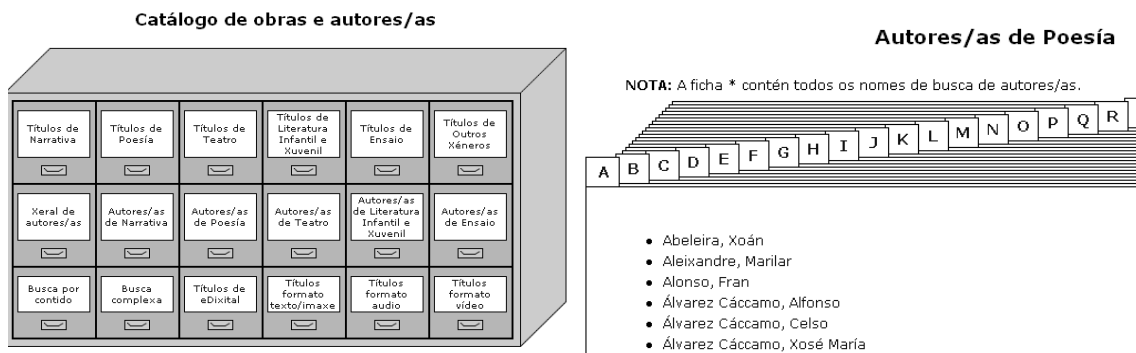 Catálogo de obras e autores/as
Títulos de
Narrativa
Títulos de
Poesía
Títulos de
Teatro
Títulos de
Literatura
Infantil e
Xuvenil
Títulos de
Ensaio
Títulos de
Outros
Xéneros
Xeral de
autores/as
Autores/as
de Narrativa
Autores/as
de Poesía
Autores/as
de Teatro
Autores/as
de Literatura
Infantil e
Xuvenil
Autores/as
de Ensaio
Busca por
contido
Busca
complexa
Títulos de
eDixital
Títulos
formato
texto/imaxe
Títulos
formato
audio
Títulos
formato
vídeo
Autores/as de Poesía
NOTA: A ficha * contén todos os nomes de busca de autores/as.
A B C D E F G H I J K L M N O P Q R
• Abeleira, Xoán
• Aleixandre, Marilar
• Alonso, Fran
• Álvarez Cáccamo, Alfonso
• Álvarez Cáccamo, Celso
• Álvarez Cáccamo, Xosé María